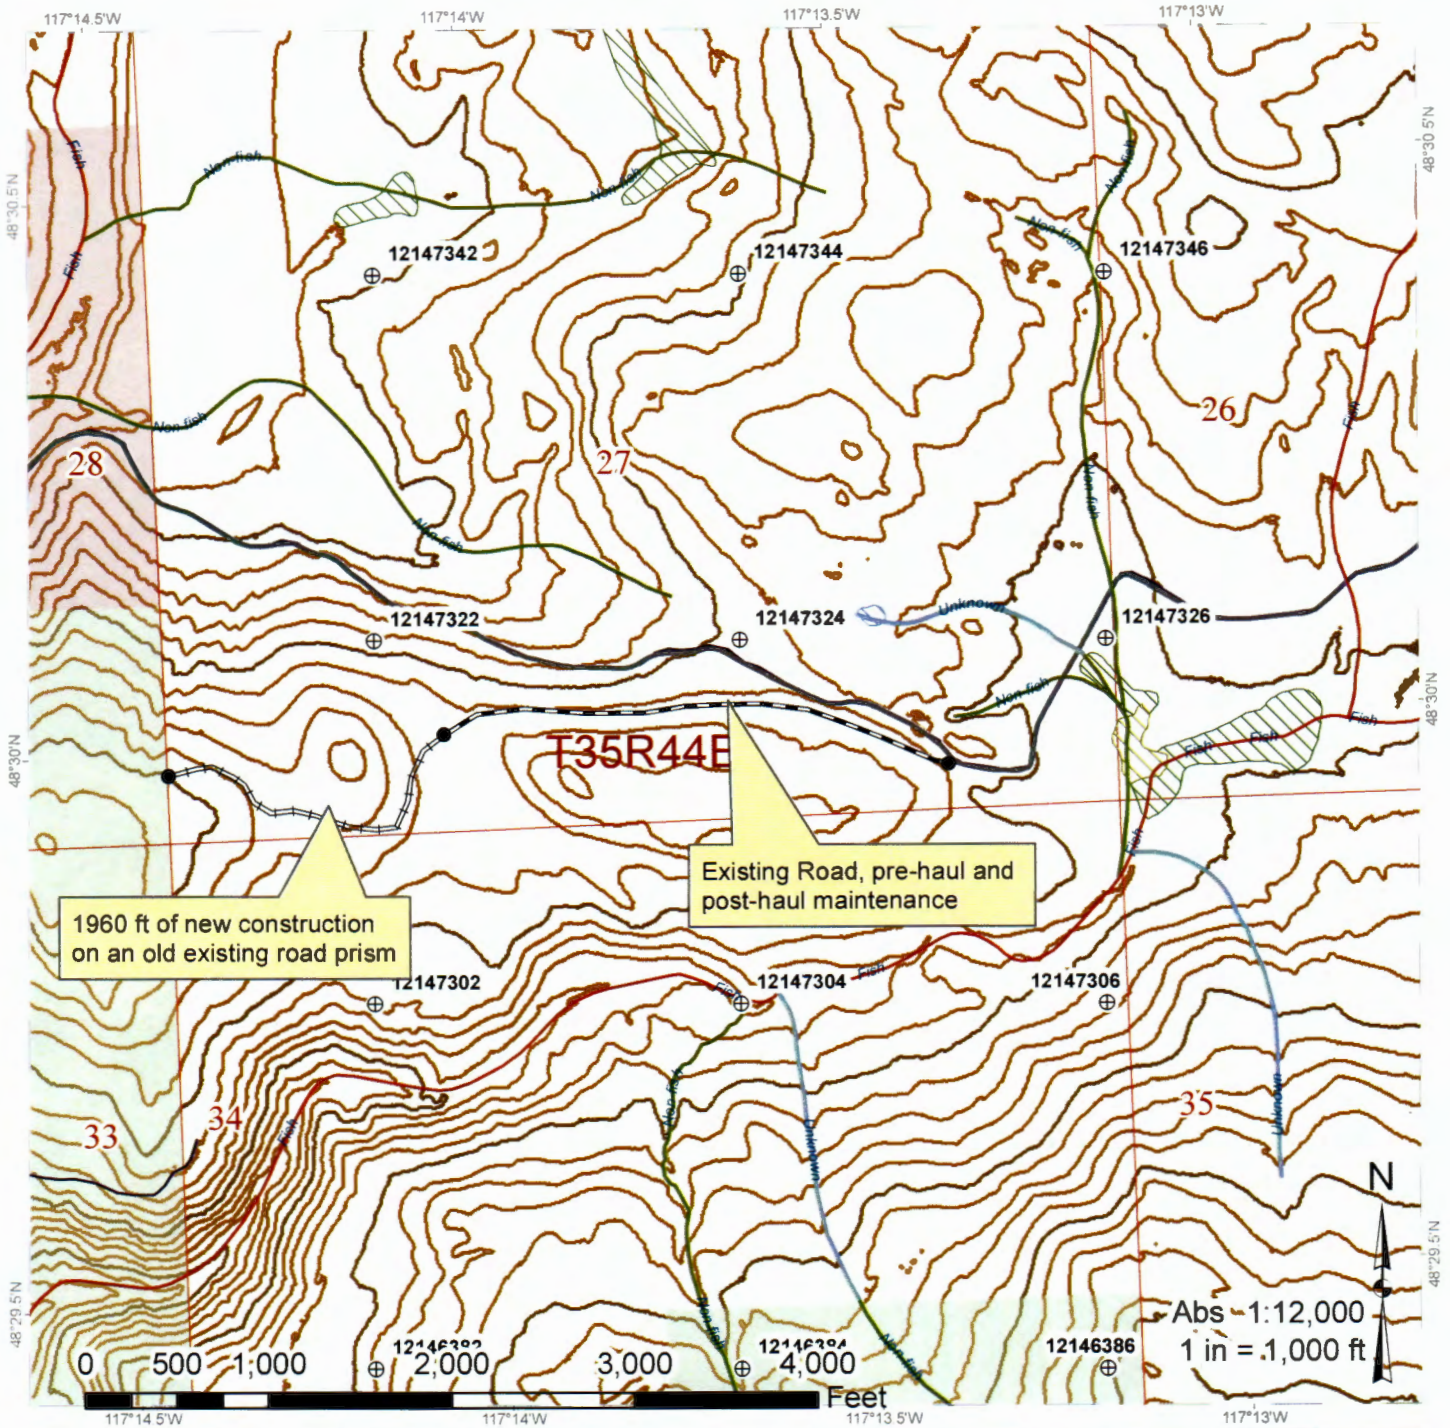 117°14.5'W
117°14'W
117°13.5'W
117°13'W
48°30.5'N
48°30 5'N
Fish
Non-fish
Non-fish
Non-fish
Non-fish
Fish
12147342
12147344
12147346
28
Non-fish
27
26
Fish
Non-fish
Non-fish
12147322
12147324
Unknown
12147326
Non-fish
48°30'N
48°30'N
T35R44E
Fish
Fish
Fish
Fish
Existing Road, pre-haul and
post-haul maintenance
1960 ft of new construction
on an old existing road prism
12147302
Fish
12147304
Fish
12147306
Non-fish
Unknown
Unknown
33
34
Fish
35
N
48°29.5'N
48°29.5'N
Non-fish
Non-fish
Abs 1:12,000
1 in = 1,000 ft
12146386
0 500 1,000 2,000 3,000 4,000
Feet
117°14.5'W
117°14'W
117°13.5'W
117°13'W